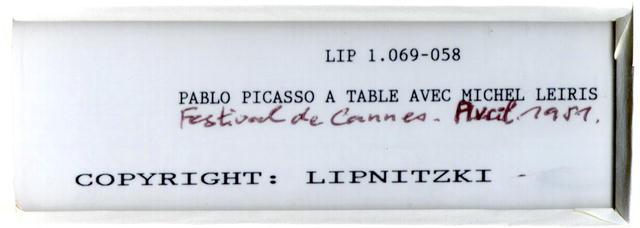 LIP 1.069-058
PABLO PICASSO A TABLE AVEC MICHEL LEIRIS
Festival de Cannes. Avril 1951.
COPYRIGHT: LIPNITZKI -